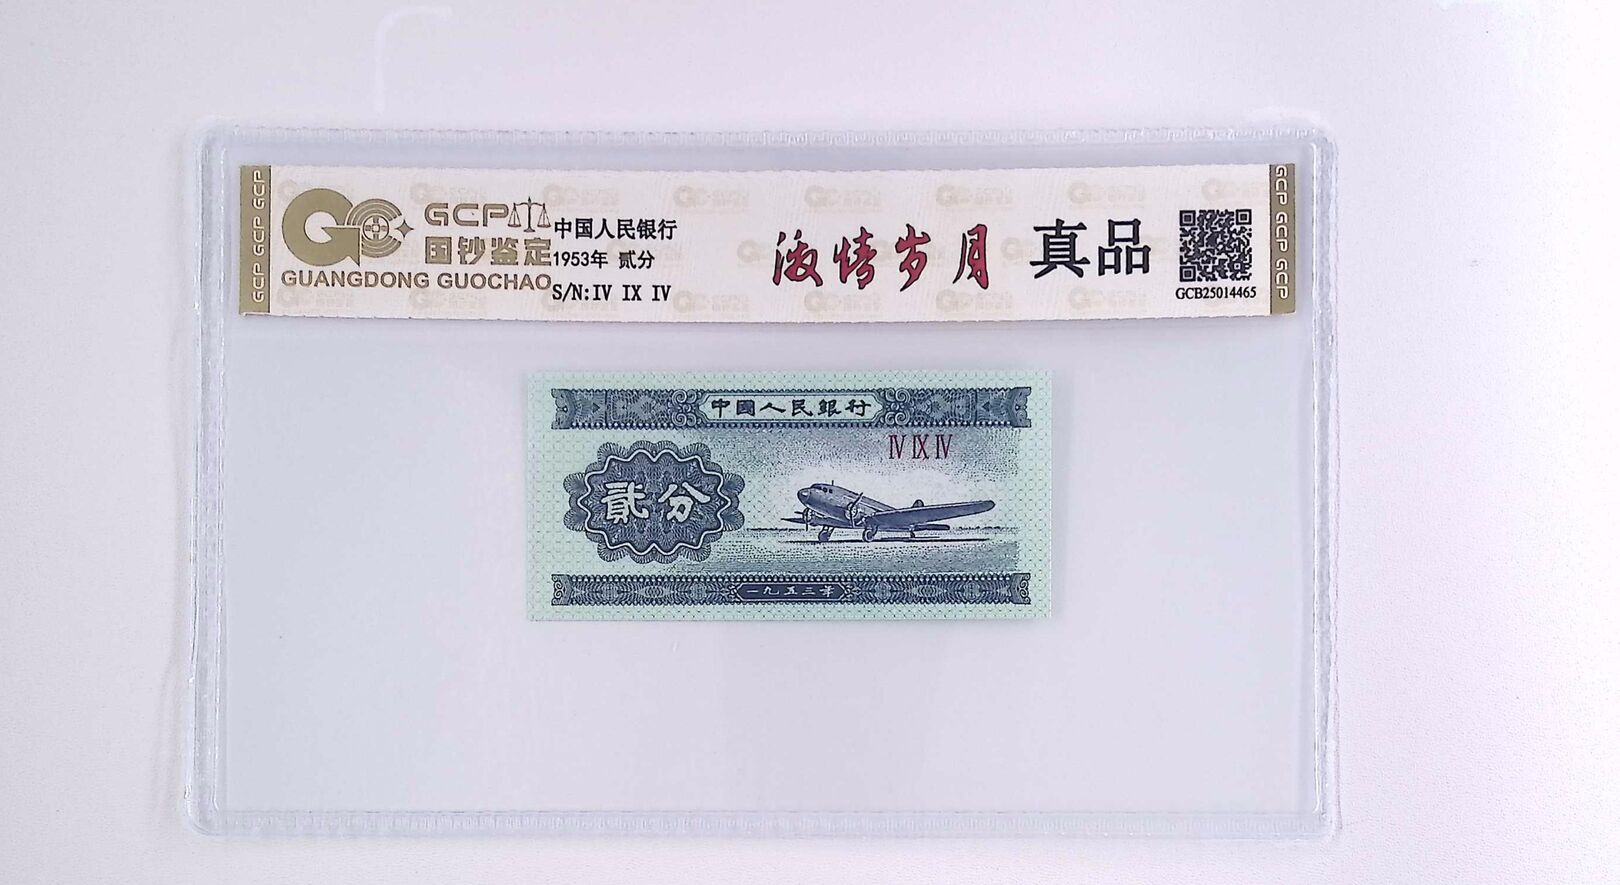 GCP
国钞鉴定
GUANGDONG GUOCHAO
中国人民银行
1953年 贰分
S/N:IV IX IV
激情岁月
真品
GCB25014465
GCP GCP GCP
GCP GCP GCP
中國人民銀行
IV IX IV
貳分
一九五三年